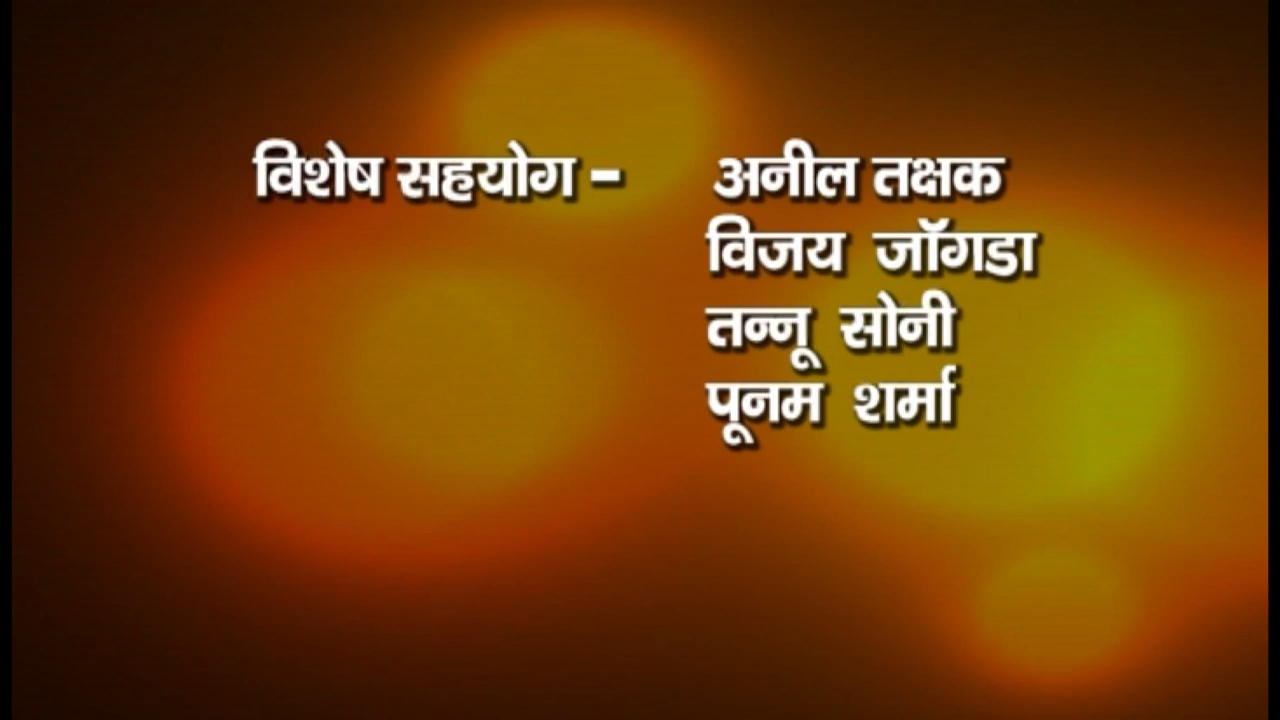 विशेष सहयोग - अनील तक्षक
विजय जॉगडा
तन्नू सोनी
पूनम शर्मा